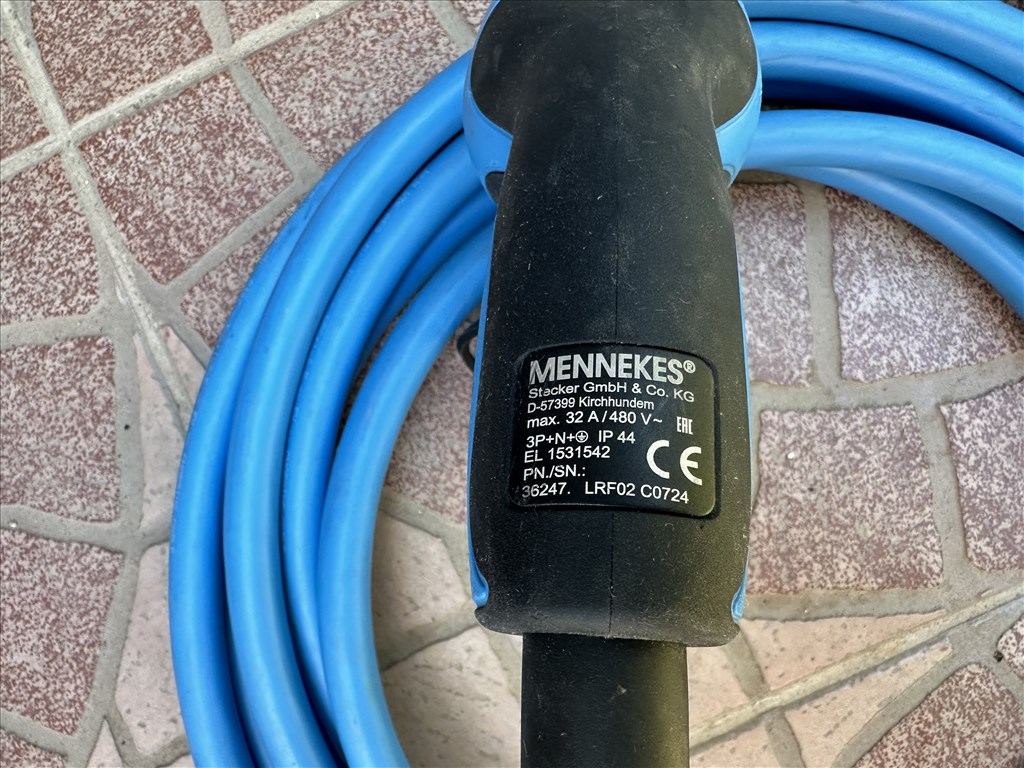 MENNEKES®
Stecker GmbH & Co. KG
D-57399 Kirchhundem
max. 32 A / 480 V~ EAC
3P+N+⏚ IP 44
EL 1531542 CE
PN./SN.:
36247. LRF02 C0724